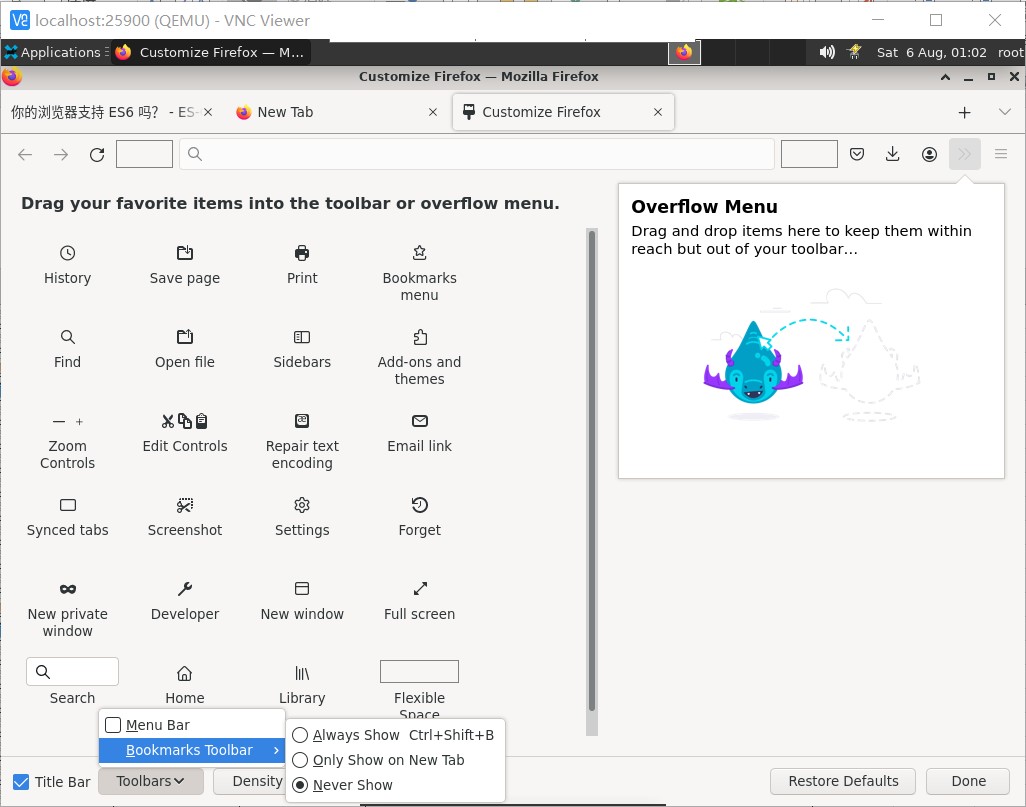 localhost:25900 (QEMU) - VNC Viewer
Applications
Customize Firefox — M...
Sat 6 Aug, 01:02 root
Customize Firefox — Mozilla Firefox
你的浏览器支持 ES6 吗？ - ES-
New Tab
Customize Firefox
Drag your favorite items into the toolbar or overflow menu.
History
Save page
Print
Bookmarks
menu
Find
Open file
Sidebars
Add-ons and
themes
Zoom
Controls
Edit Controls
Repair text
encoding
Email link
Synced tabs
Screenshot
Settings
Forget
New private
window
Developer
New window
Full screen
Search
Home
Library
Flexible
Space
Overflow Menu
Drag and drop items here to keep them within
reach but out of your toolbar…
Menu Bar
Bookmarks Toolbar
Always Show Ctrl+Shift+B
Only Show on New Tab
Never Show
Title Bar
Toolbars
Density
Restore Defaults
Done